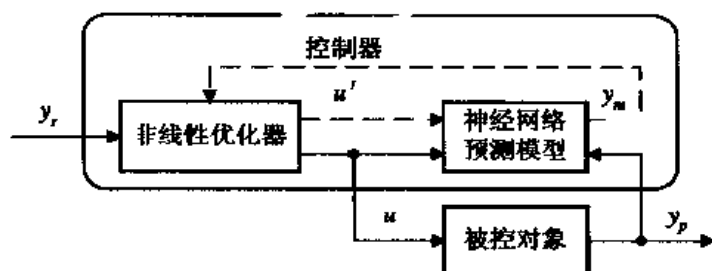 控制器
u'
y_r
y_m
非线性优化器
神经网络
预测模型
u
被控对象
y_p